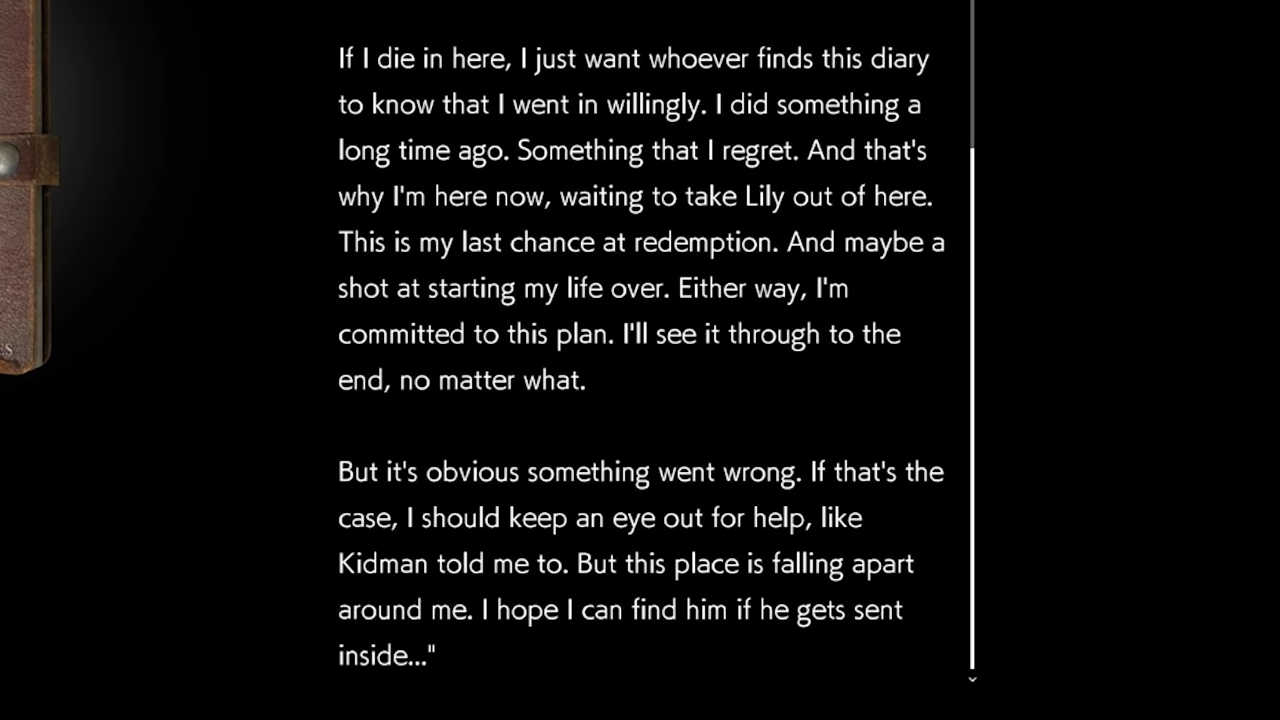 If I die in here, I just want whoever finds this diary
to know that I went in willingly. I did something a
long time ago. Something that I regret. And that's
why I'm here now, waiting to take Lily out of here.
This is my last chance at redemption. And maybe a
shot at starting my life over. Either way, I'm
committed to this plan. I'll see it through to the
end, no matter what.
But it's obvious something went wrong. If that's the
case, I should keep an eye out for help, like
Kidman told me to. But this place is falling apart
around me. I hope I can find him if he gets sent
inside..."